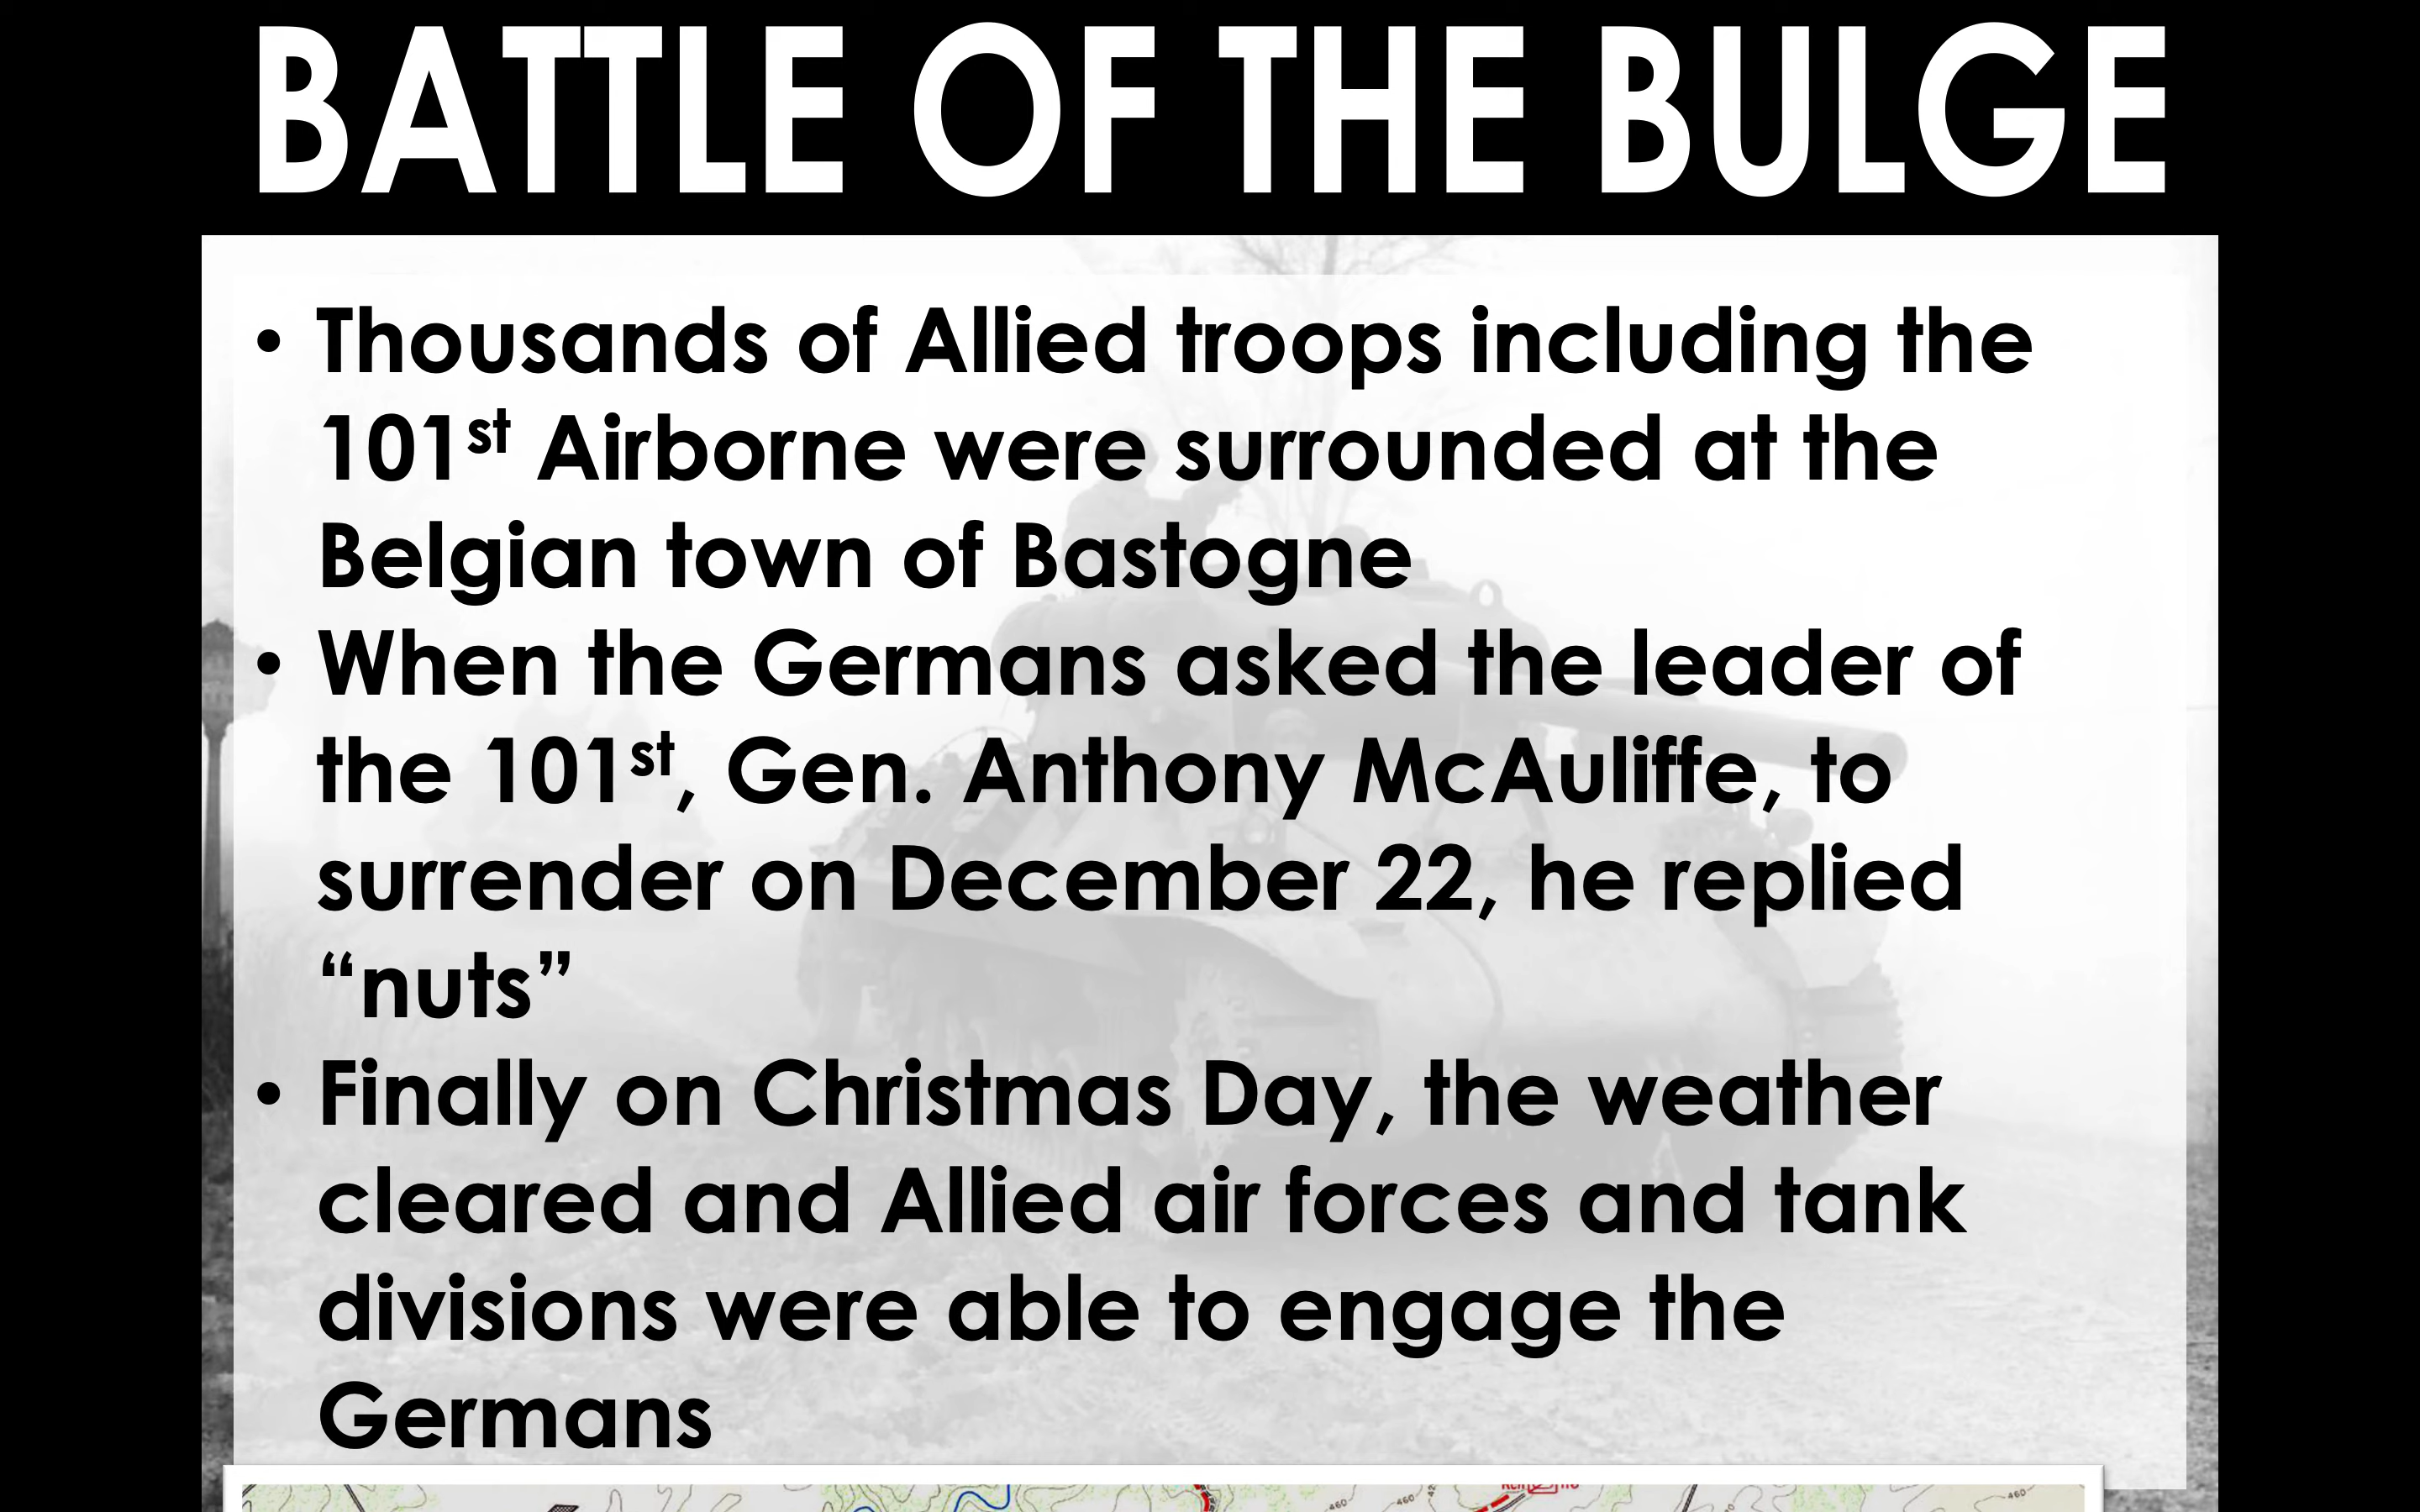 BATTLE OF THE BULGE
• Thousands of Allied troops including the
101st Airborne were surrounded at the
Belgian town of Bastogne
• When the Germans asked the leader of
the 101st, Gen. Anthony McAuliffe, to
surrender on December 22, he replied
“nuts”
• Finally on Christmas Day, the weather
cleared and Allied air forces and tank
divisions were able to engage the
Germans
460
460
460